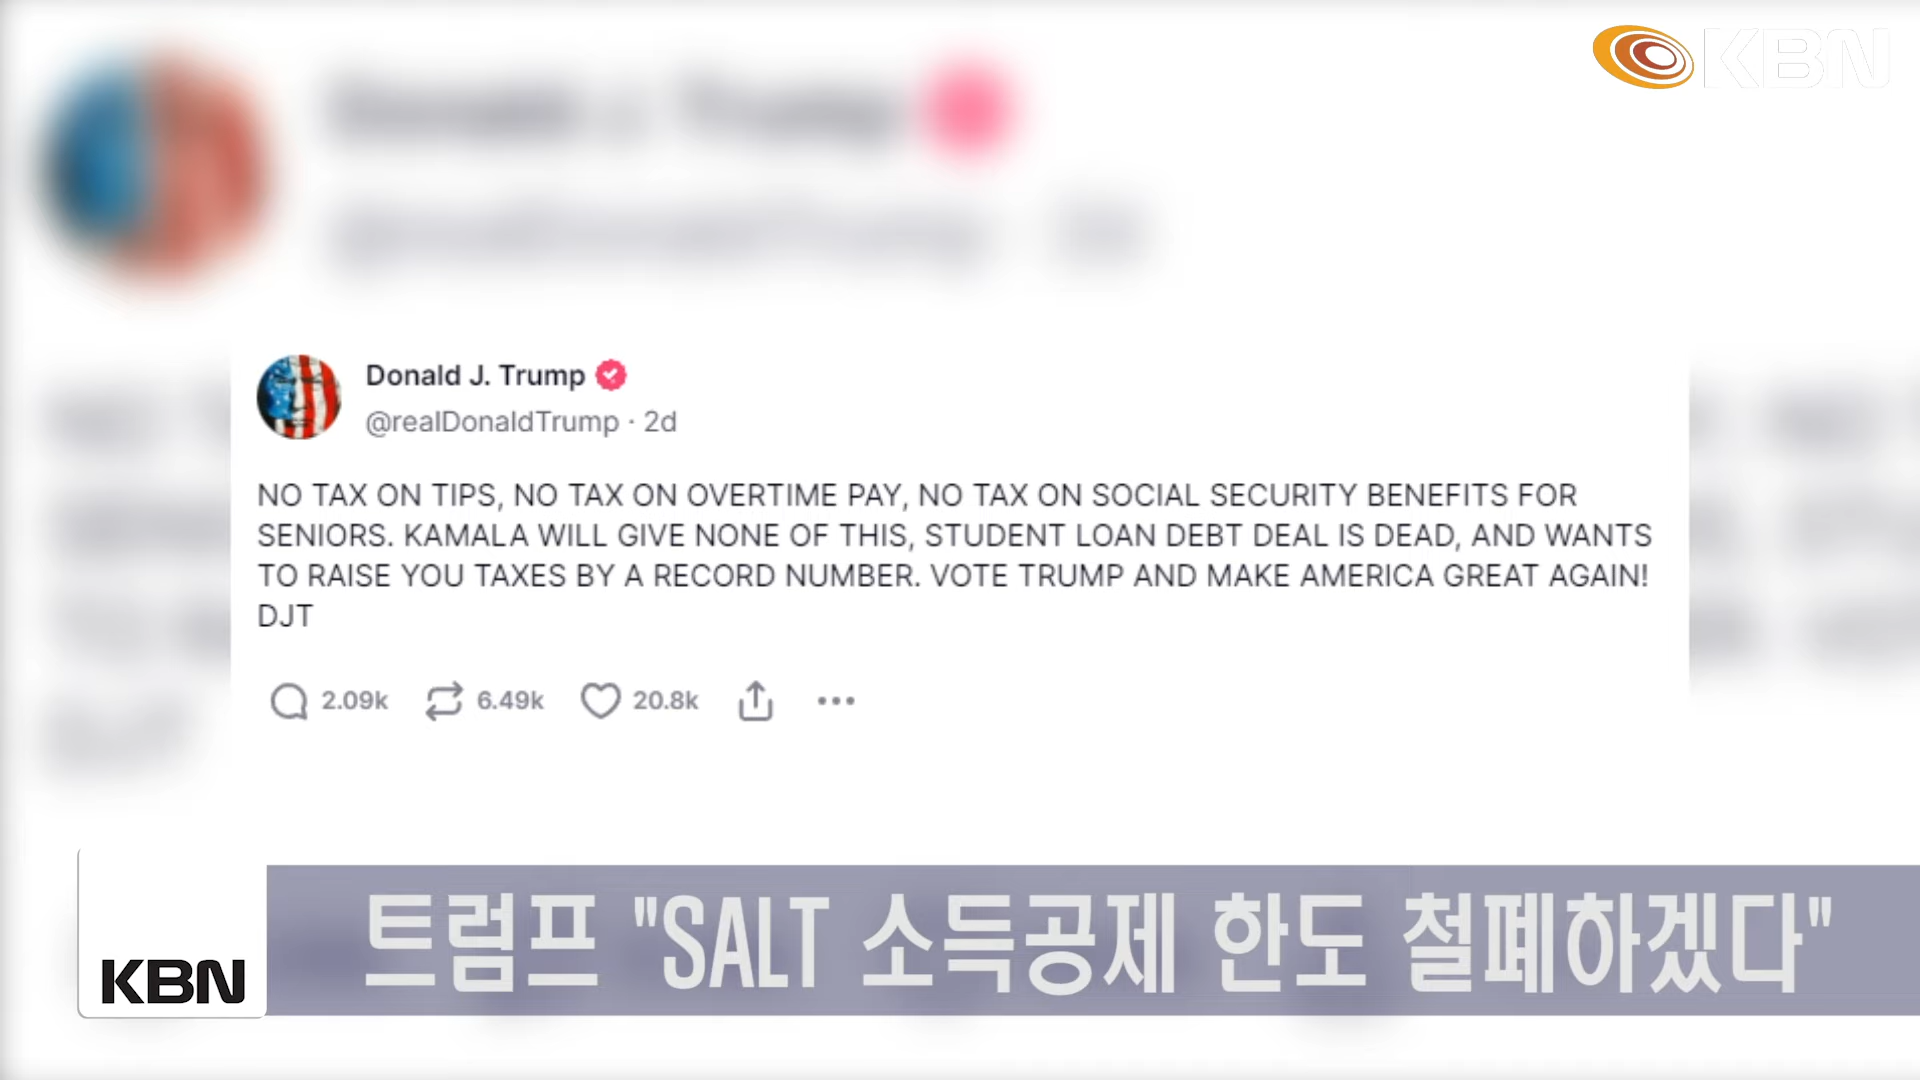 KBN
Donald J. Trump
@realDonaldTrump · 2d
NO TAX ON TIPS, NO TAX ON OVERTIME PAY, NO TAX ON SOCIAL SECURITY BENEFITS FOR
SENIORS. KAMALA WILL GIVE NONE OF THIS, STUDENT LOAN DEBT DEAL IS DEAD, AND WANTS
TO RAISE YOU TAXES BY A RECORD NUMBER. VOTE TRUMP AND MAKE AMERICA GREAT AGAIN!
DJT
2.09k 6.49k 20.8k
KBN
트럼프 "SALT 소득공제 한도 철폐하겠다"